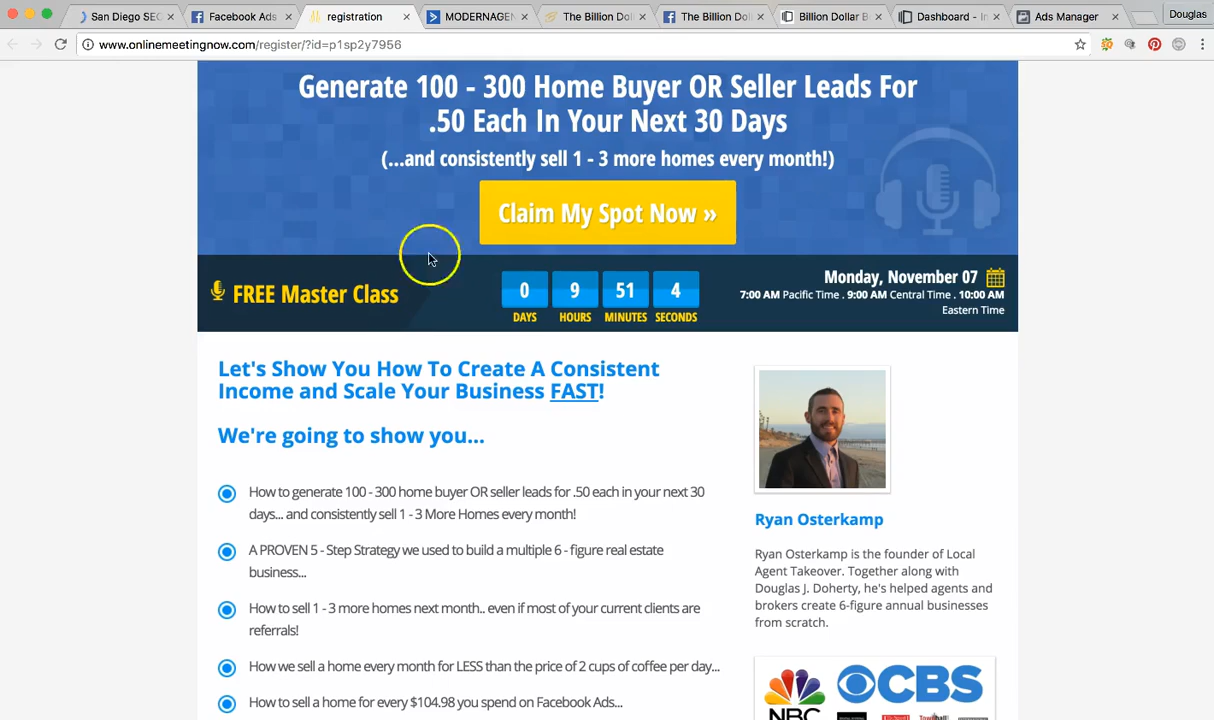 San Diego SEC
Facebook Ads
registration
MODERNAGEN
The Billion Dol
The Billion Dol
Billion Dollar B
Dashboard - In
Ads Manager
Douglas
www.onlinemeetingnow.com/register/?id=p1sp2y7956
Generate 100 - 300 Home Buyer OR Seller Leads For
.50 Each In Your Next 30 Days
(...and consistently sell 1 - 3 more homes every month!)
Claim My Spot Now »
FREE Master Class
0 9 51 4
DAYS HOURS MINUTES SECONDS
Monday, November 07
7:00 AM Pacific Time . 9:00 AM Central Time . 10:00 AM
Eastern Time
Let's Show You How To Create A Consistent
Income and Scale Your Business FAST!
We're going to show you...
How to generate 100 - 300 home buyer OR seller leads for .50 each in your next 30
days... and consistently sell 1 - 3 More Homes every month!
A PROVEN 5 - Step Strategy we used to build a multiple 6 - figure real estate
business...
How to sell 1 - 3 more homes next month.. even if most of your current clients are
referrals!
How we sell a home every month for LESS than the price of 2 cups of coffee per day...
How to sell a home for every $104.98 you spend on Facebook Ads...
Ryan Osterkamp
Ryan Osterkamp is the founder of Local
Agent Takeover. Together along with
Douglas J. Doherty, he's helped agents and
brokers create 6-figure annual businesses
from scratch.
NBC
CBS